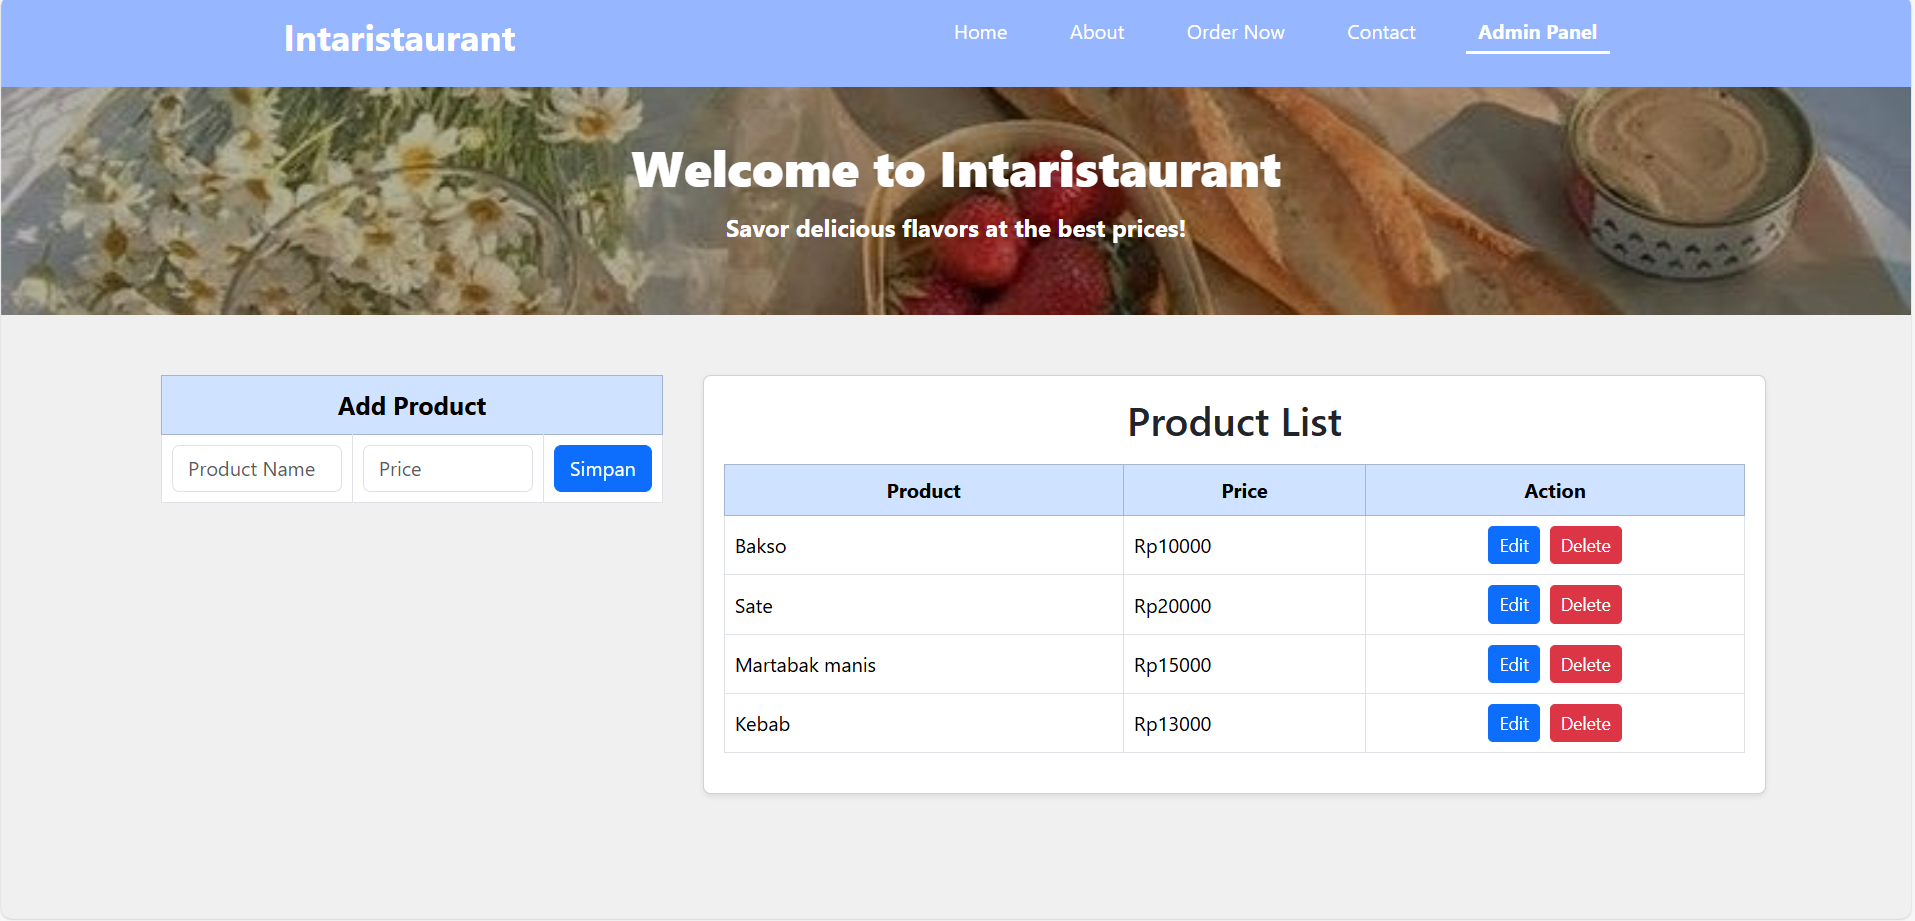 Intaristaurant
Home About Order Now Contact Admin Panel
Welcome to Intaristaurant
Savor delicious flavors at the best prices!
Add Product
Product Name Price Simpan
Product List
Product Price Action
Bakso Rp10000 Edit Delete
Sate Rp20000 Edit Delete
Martabak manis Rp15000 Edit Delete
Kebab Rp13000 Edit Delete